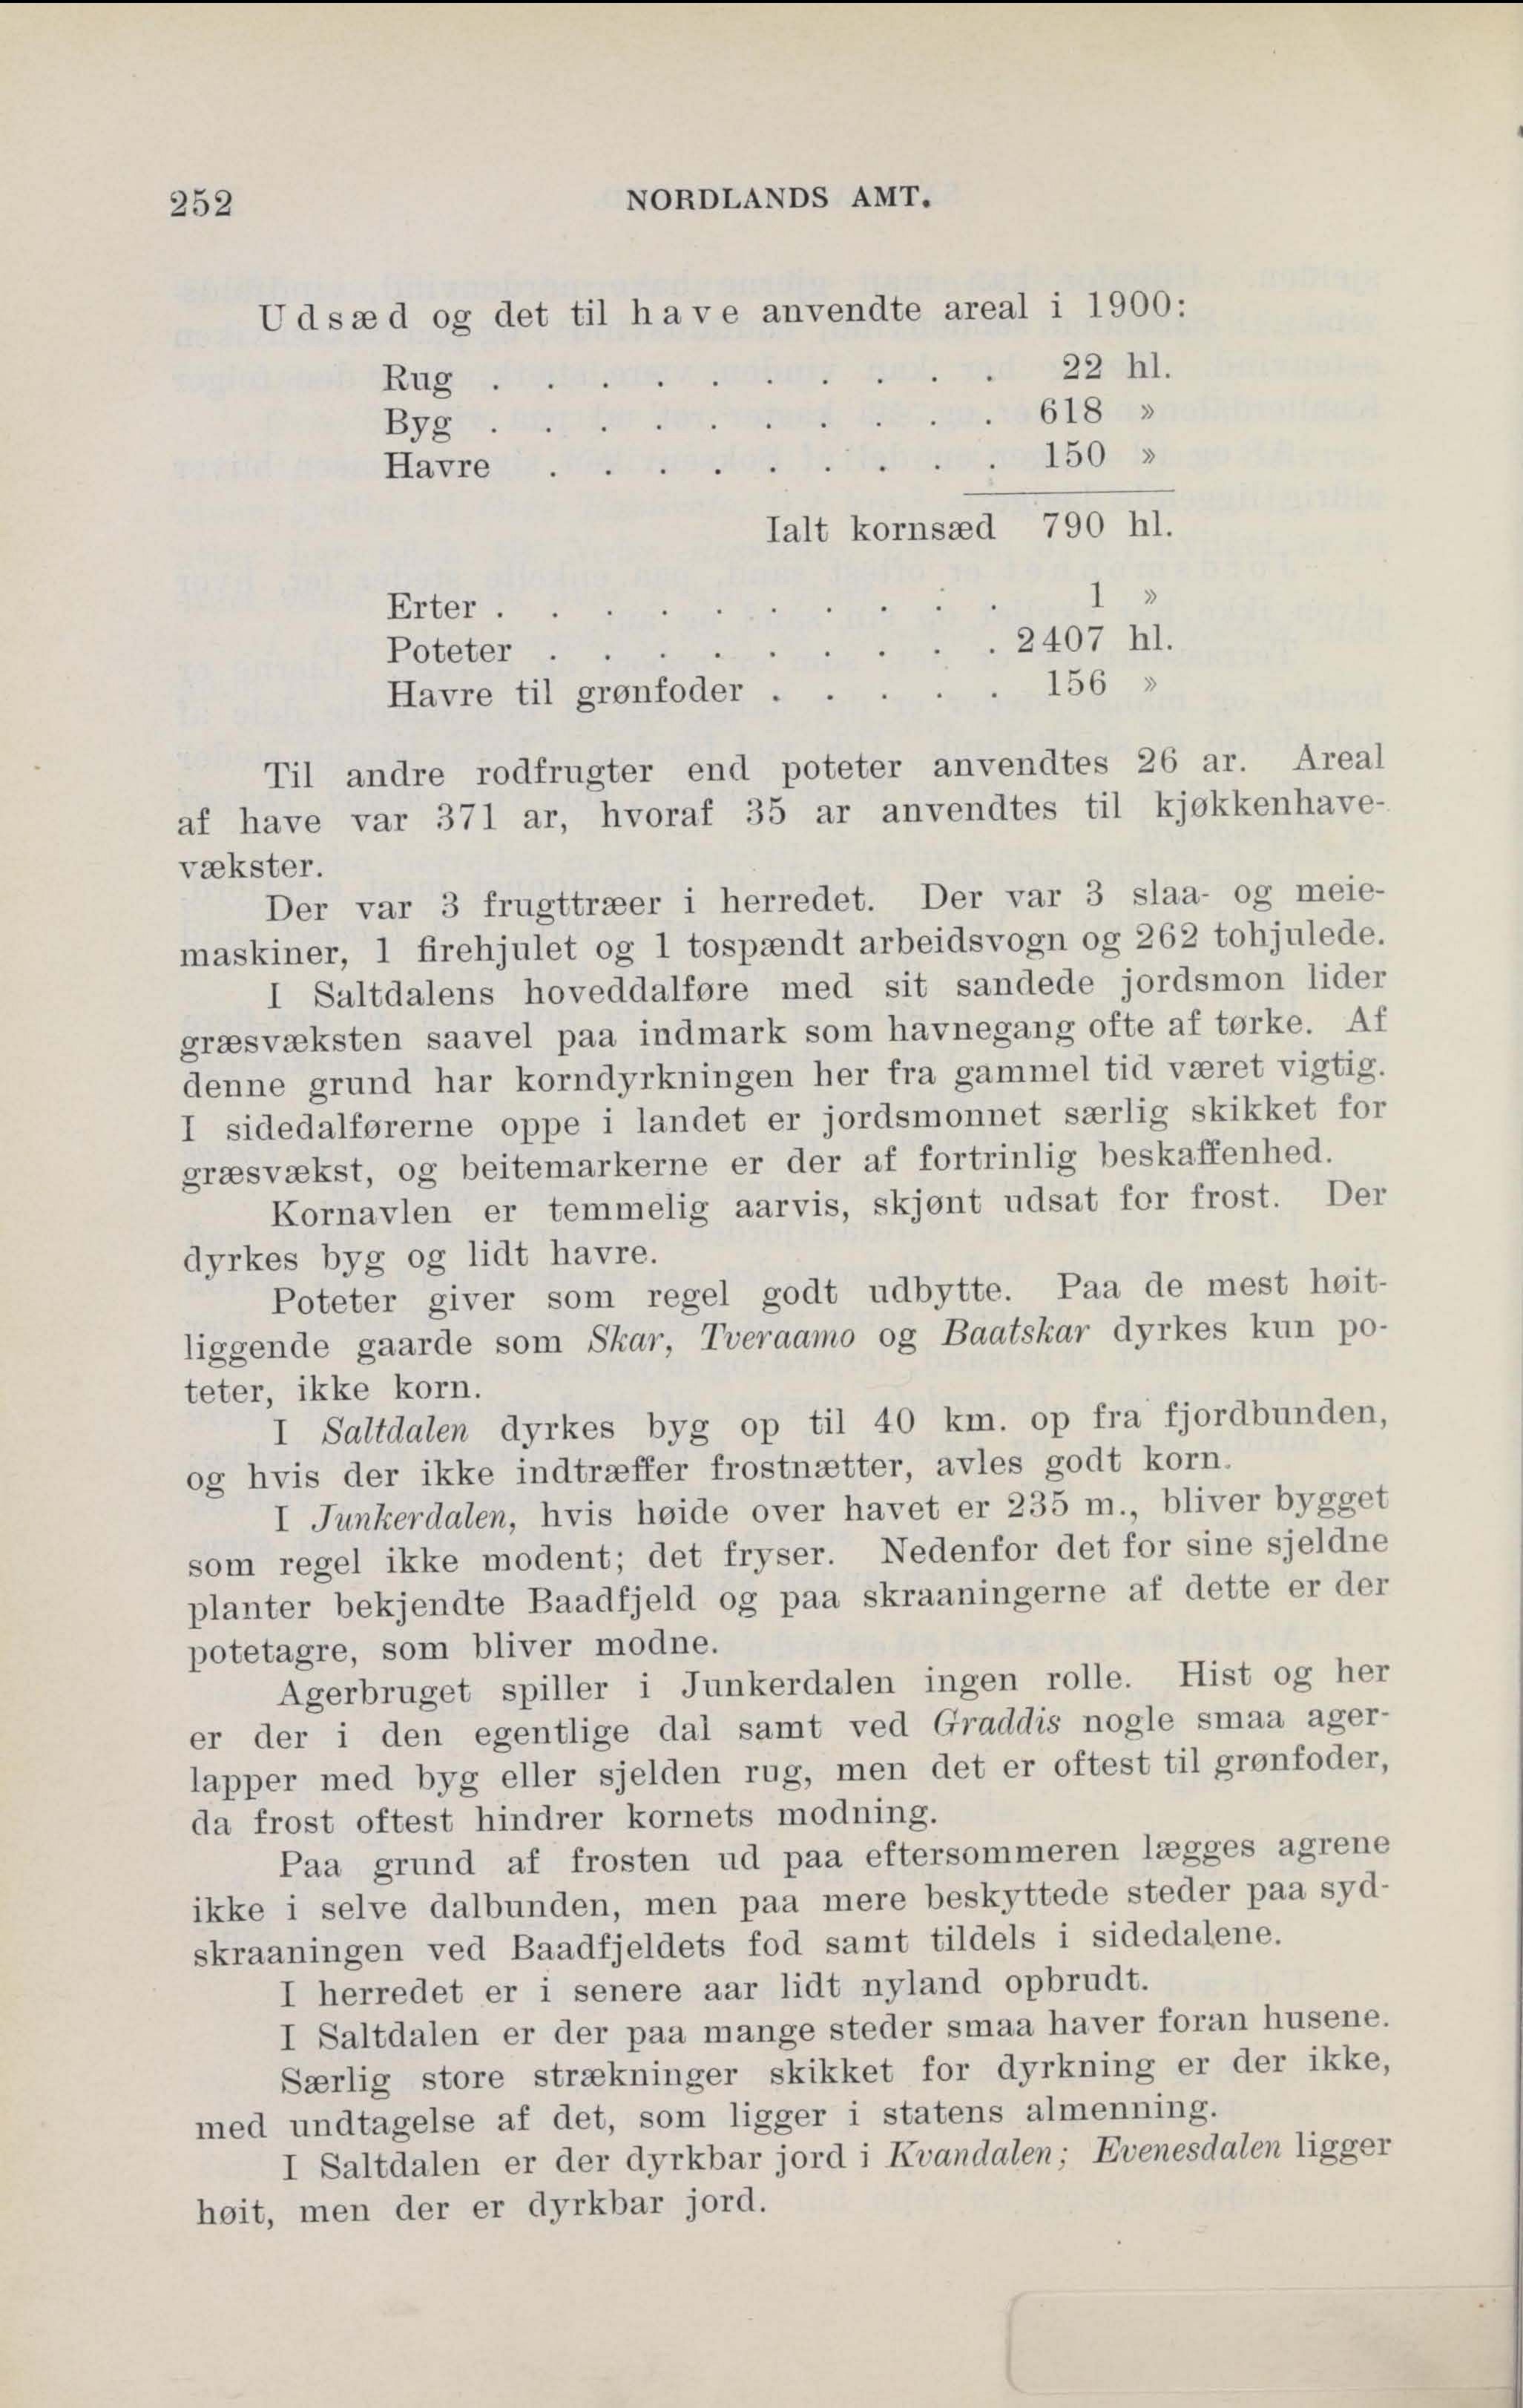 252
NORDLANDS AMT.
Udsæd og det til have anvendte areal i 1900:
Rug . . . . . . . . . . 22 hl.
Byg . . . . . . . . . . 618 »
Havre . . . . . . . . . 150 »
Ialt kornsæd 790 hl.
Erter . . . . . . . . . . 1 »
Poteter . . . . . . . . . 2407 hl.
Havre til grønfoder . . . . . 156 »
Til andre rodfrugter end poteter anvendtes 26 ar. Areal
af have var 371 ar, hvoraf 35 ar anvendtes til kjøkkenhave-
vækster.
Der var 3 frugttræer i herredet. Der var 3 slaa- og meie-
maskiner, 1 firehjulet og 1 tospændt arbeidsvogn og 262 tohjulede.
I Saltdalens hoveddalføre med sit sandede jordsmon lider
græsvæksten saavel paa indmark som havnegang ofte af tørke. Af
denne grund har korndyrkningen her fra gammel tid været vigtig.
I sidedalførerne oppe i landet er jordsmonnet særlig skikket for
græsvækst, og beitemarkerne er der af fortrinlig beskaffenhed.
Kornavlen er temmelig aarvis, skjønt udsat for frost. Der
dyrkes byg og lidt havre.
Poteter giver som regel godt udbytte. Paa de mest høit-
liggende gaarde som Skar, Tveraamo og Baatskar dyrkes kun po-
teter, ikke korn.
I Saltdalen dyrkes byg op til 40 km. op fra fjordbunden,
og hvis der ikke indtræffer frostnætter, avles godt korn.
I Junkerdalen, hvis høide over havet er 235 m., bliver bygget
som regel ikke modent; det fryser. Nedenfor det for sine sjeldne
planter bekjendte Baadfjeld og paa skraaningerne af dette er der
potetagre, som bliver modne.
Agerbruget spiller i Junkerdalen ingen rolle. Hist og her
er der i den egentlige dal samt ved Graddis nogle smaa ager-
lapper med byg eller sjelden rug, men det er oftest til grønfoder,
da frost oftest hindrer kornets modning.
Paa grund af frosten ud paa eftersommeren lægges agrene
ikke i selve dalbunden, men paa mere beskyttede steder paa syd-
skraaningen ved Baadfjeldets fod samt tildels i sidedalene.
I herredet er i senere aar lidt nyland opbrudt.
I Saltdalen er der paa mange steder smaa haver foran husene.
Særlig store strækninger skikket for dyrkning er der ikke,
med undtagelse af det, som ligger i statens almenning.
I Saltdalen er der dyrkbar jord i Kvandalen; Evenesdalen ligger
høit, men der er dyrkbar jord.